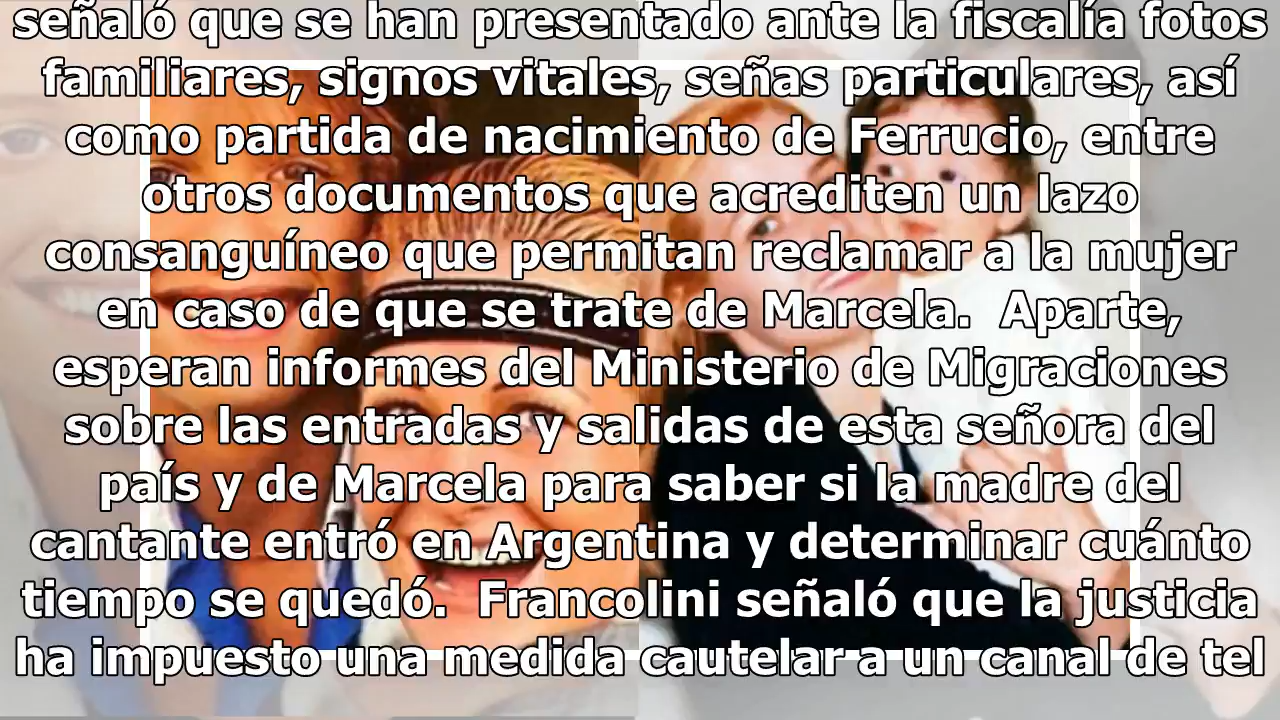 señaló que se han presentado ante la fiscalía fotos
familiares, signos vitales, señas particulares, así
como partida de nacimiento de Ferrucio, entre
otros documentos que acrediten un lazo
consanguíneo que permitan reclamar a la mujer
en caso de que se trate de Marcela.  Aparte,
esperan informes del Ministerio de Migraciones
sobre las entradas y salidas de esta señora del
país y de Marcela para saber si la madre del
cantante entró en Argentina y determinar cuánto
tiempo se quedó.  Francolini señaló que la justicia
ha impuesto una medida cautelar a un canal de tel